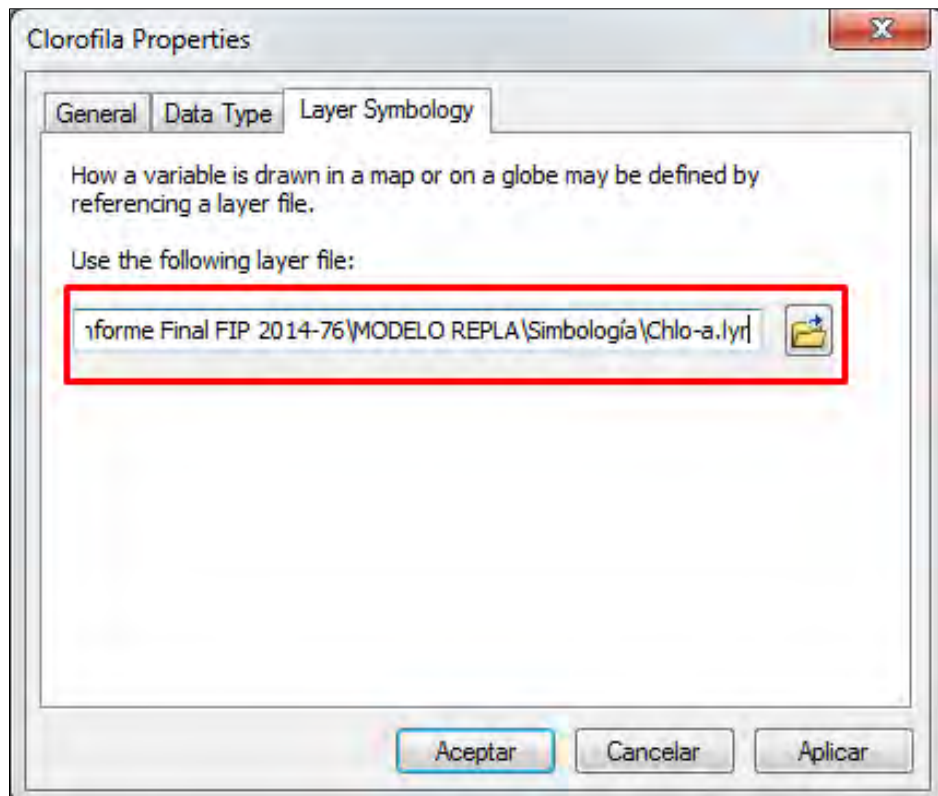 Clorofila Properties
General Data Type Layer Symbology
How a variable is drawn in a map or on a globe may be defined by
referencing a layer file.
Use the following layer file:
nforme Final FIP 2014-76\MODELO REPLA\Simbología\Chlo-a.lyr
Aceptar Cancelar Aplicar